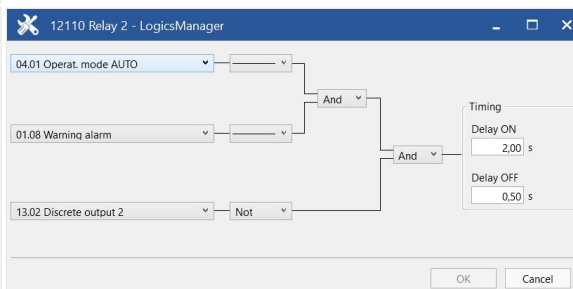 12110 Relay 2 - LogicsManager
04.01 Operat. mode AUTO
And
Timing
Delay ON
2,00 s
01.08 Warning alarm
And
Delay OFF
0,50 s
13.02 Discrete output 2 Not
OK Cancel